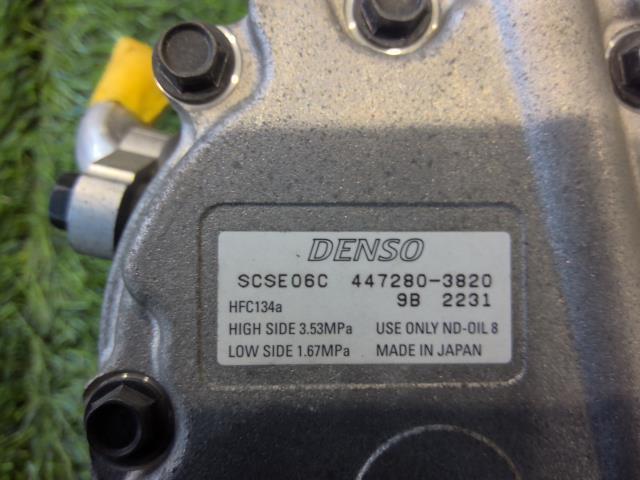 DENSO
SCSE06C 447280-3820
9B 2231
HFC134a
HIGH SIDE 3.53MPa USE ONLY ND-OIL 8
LOW SIDE 1.67MPa MADE IN JAPAN